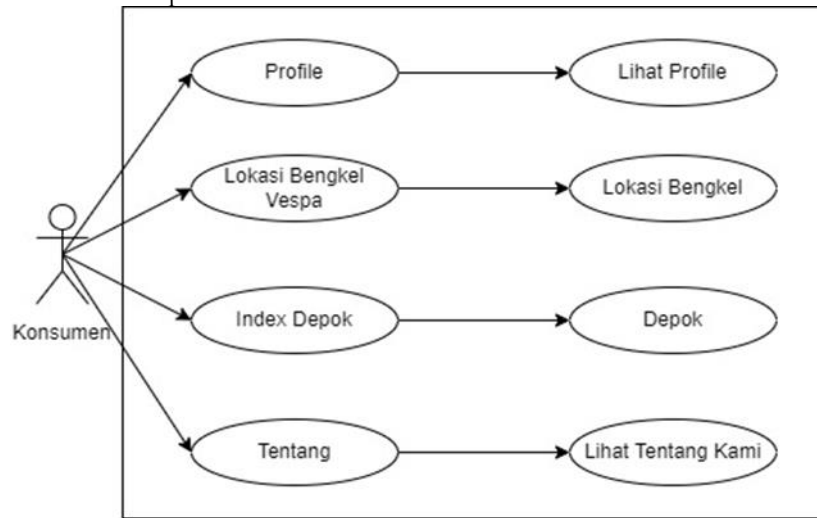 Profile
Lihat Profile
Lokasi Bengkel
Vespa
Lokasi Bengkel
Konsumen
Index Depok
Depok
Tentang
Lihat Tentang Kami